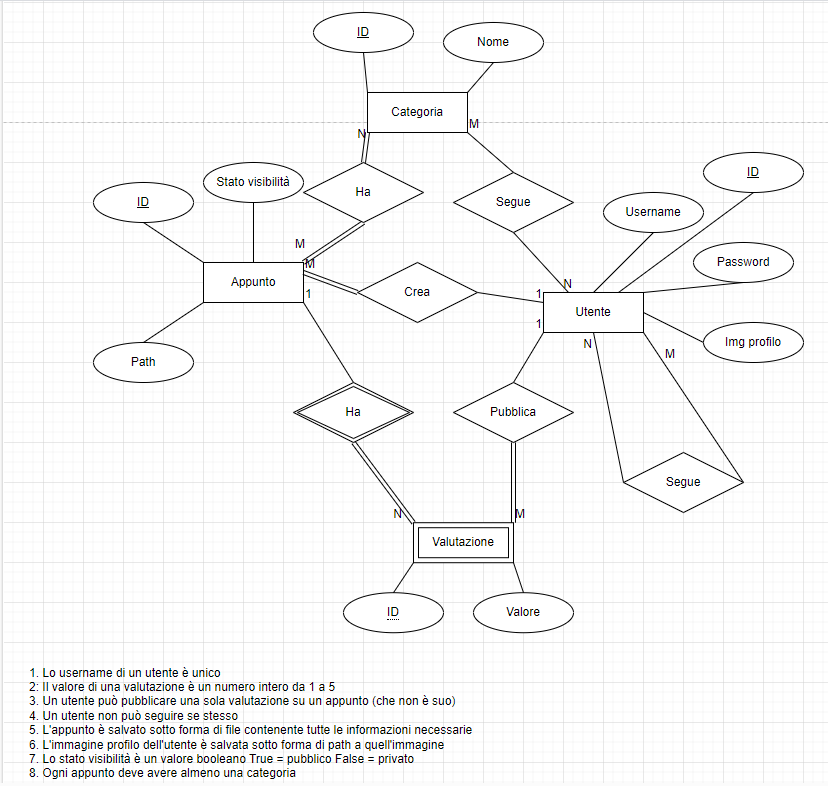 ID
Nome
Categoria
N
M
ID
Stato visibilità
Ha
Segue
Username
ID
M
M
Appunto
1
Crea
Password
N
1
Utente
1
Path
N
M
Img profilo
Ha
Pubblica
Segue
N
M
Valutazione
ID
Valore
1. Lo username di un utente è unico
2: Il valore di una valutazione è un numero intero da 1 a 5
3. Un utente può pubblicare una sola valutazione su un appunto (che non è suo)
4. Un utente non può seguire se stesso
5. L'appunto è salvato sotto forma di file contenente tutte le informazioni necessarie
6. L'immagine profilo dell'utente è salvata sotto forma di path a quell'immagine
7. Lo stato visibilità è un valore booleano True = pubblico False = privato
8. Ogni appunto deve avere almeno una categoria